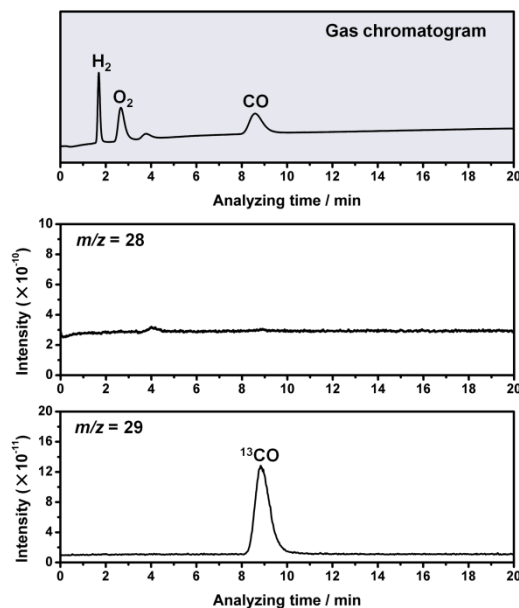 Gas chromatogram
H₂
O₂
CO
0 2 4 6 8 10 12 14 16 18 20
Analyzing time / min
m/z = 28
Intensity (×10⁻¹⁰)
10
8
6
4
2
0
0 2 4 6 8 10 12 14 16 18 20
Analyzing time / min
m/z = 29
Intensity (×10⁻¹¹)
20
16
12
8
4
0
¹³CO
0 2 4 6 8 10 12 14 16 18 20
Analyzing time / min